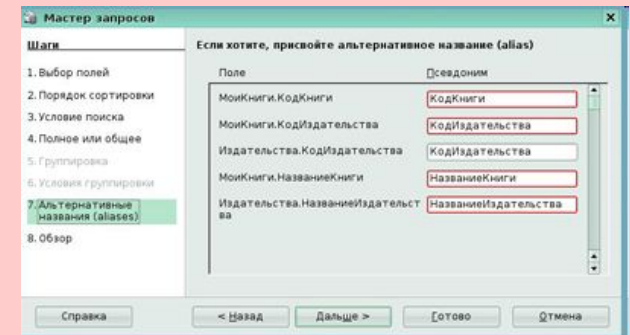 Мастер запросов
Шаги
1. Выбор полей
2. Порядок сортировки
3. Условие поиска
4. Полное или общее
5. Группировка
6. Условия группировки
7. Альтернативные
названия (aliases)
8. Обзор
Если хотите, присвойте альтернативное название (alias)
Поле Псевдоним
МоиКниги.КодКниги КодКниги
МоиКниги.КодИздательства КодИздательства
Издательства.КодИздательства КодИздательства
МоиКниги.НазваниеКниги НазваниеКниги
Издательства.НазваниеИздательст НазваниеИздательства
ва
Справка < Назад Дальше > Готово Отмена